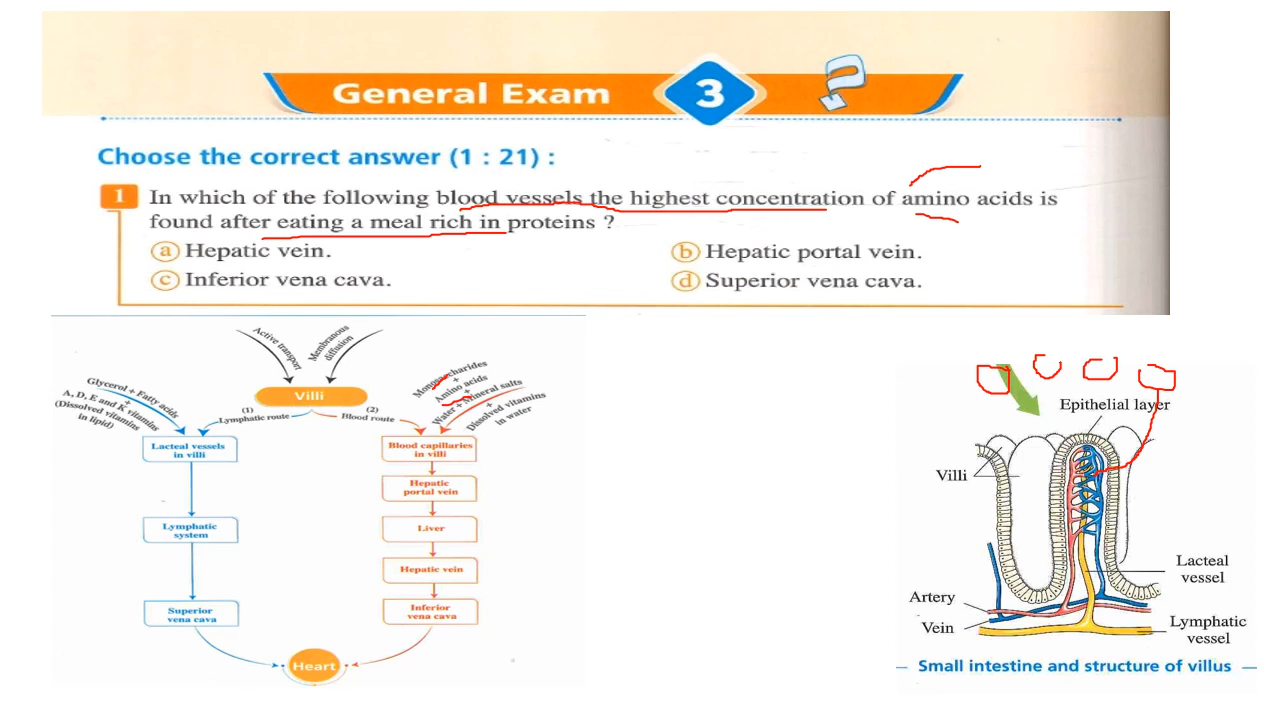 General Exam 3
Choose the correct answer (1 : 21) :
1 In which of the following blood vessels the highest concentration of amino acids is
found after eating a meal rich in proteins ?
a Hepatic vein.
b Hepatic portal vein.
c Inferior vena cava.
d Superior vena cava.
Active transport
Membranous
diffusion
Villi
Glycerol + Fatty acids
+
A, D, E and K vitamins
(Dissolved vitamins
in lipid)
(1)
Lymphatic route
(2)
Blood route
Monosaccharides
+
Amino acids
+
Water + Mineral salts
+
Dissolved vitamins
in water
Lacteal vessels
in villi
Lymphatic
system
Superior
vena cava
Blood capillaries
in villi
Hepatic
portal vein
Liver
Hepatic vein
Inferior
vena cava
Heart
Epithelial layer
Villi
Lacteal
vessel
Artery
Vein
Lymphatic
vessel
Small intestine and structure of villus